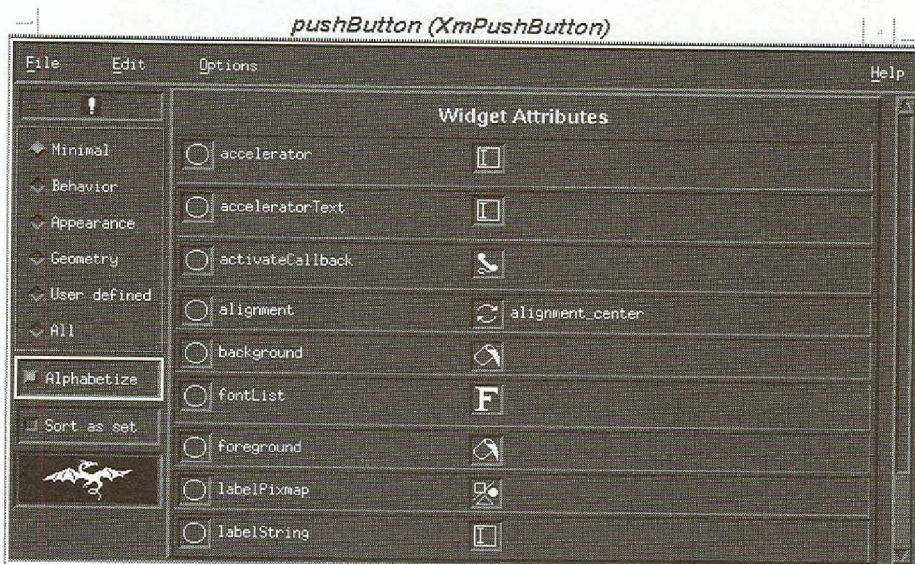 pushButton (XmPushButton)
File Edit Options Help
!
Widget Attributes
Minimal
Behavior
Appearance
Geometry
User defined
All
Alphabetize
Sort as set
accelerator
acceleratorText
activateCallback
alignment alignment_center
background
fontList F
foreground
labelPixmap
labelString